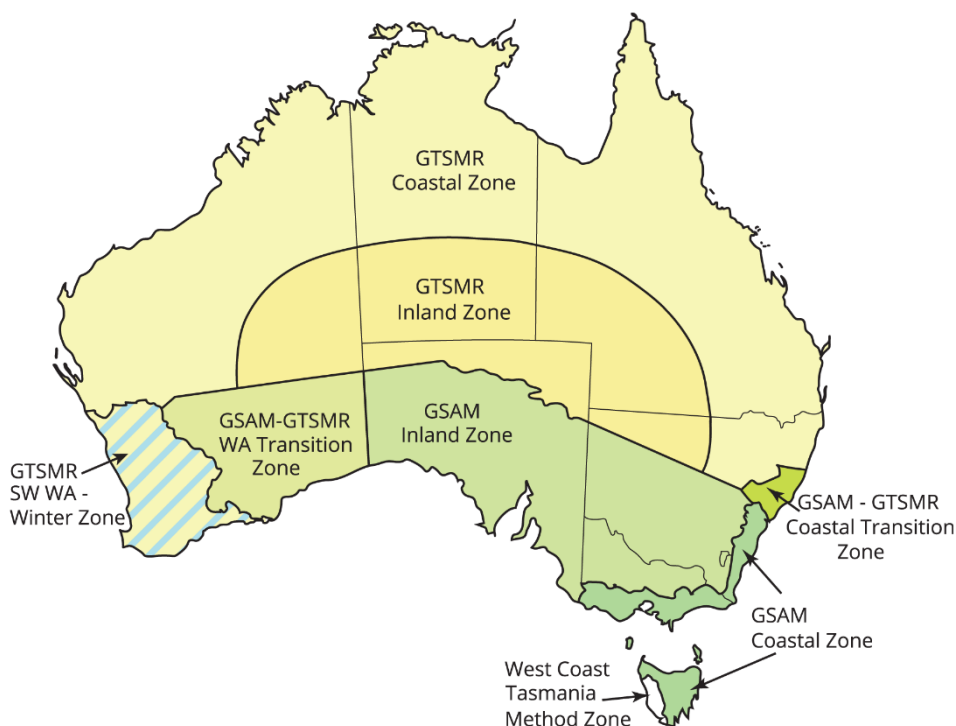 GTSMR
Coastal Zone
GTSMR
Inland Zone
GSAM-GTSMR
WA Transition
Zone
GSAM
Inland Zone
GTSMR
SW WA -
Winter Zone
GSAM - GTSMR
Coastal Transition
Zone
GSAM
Coastal Zone
West Coast
Tasmania
Method Zone